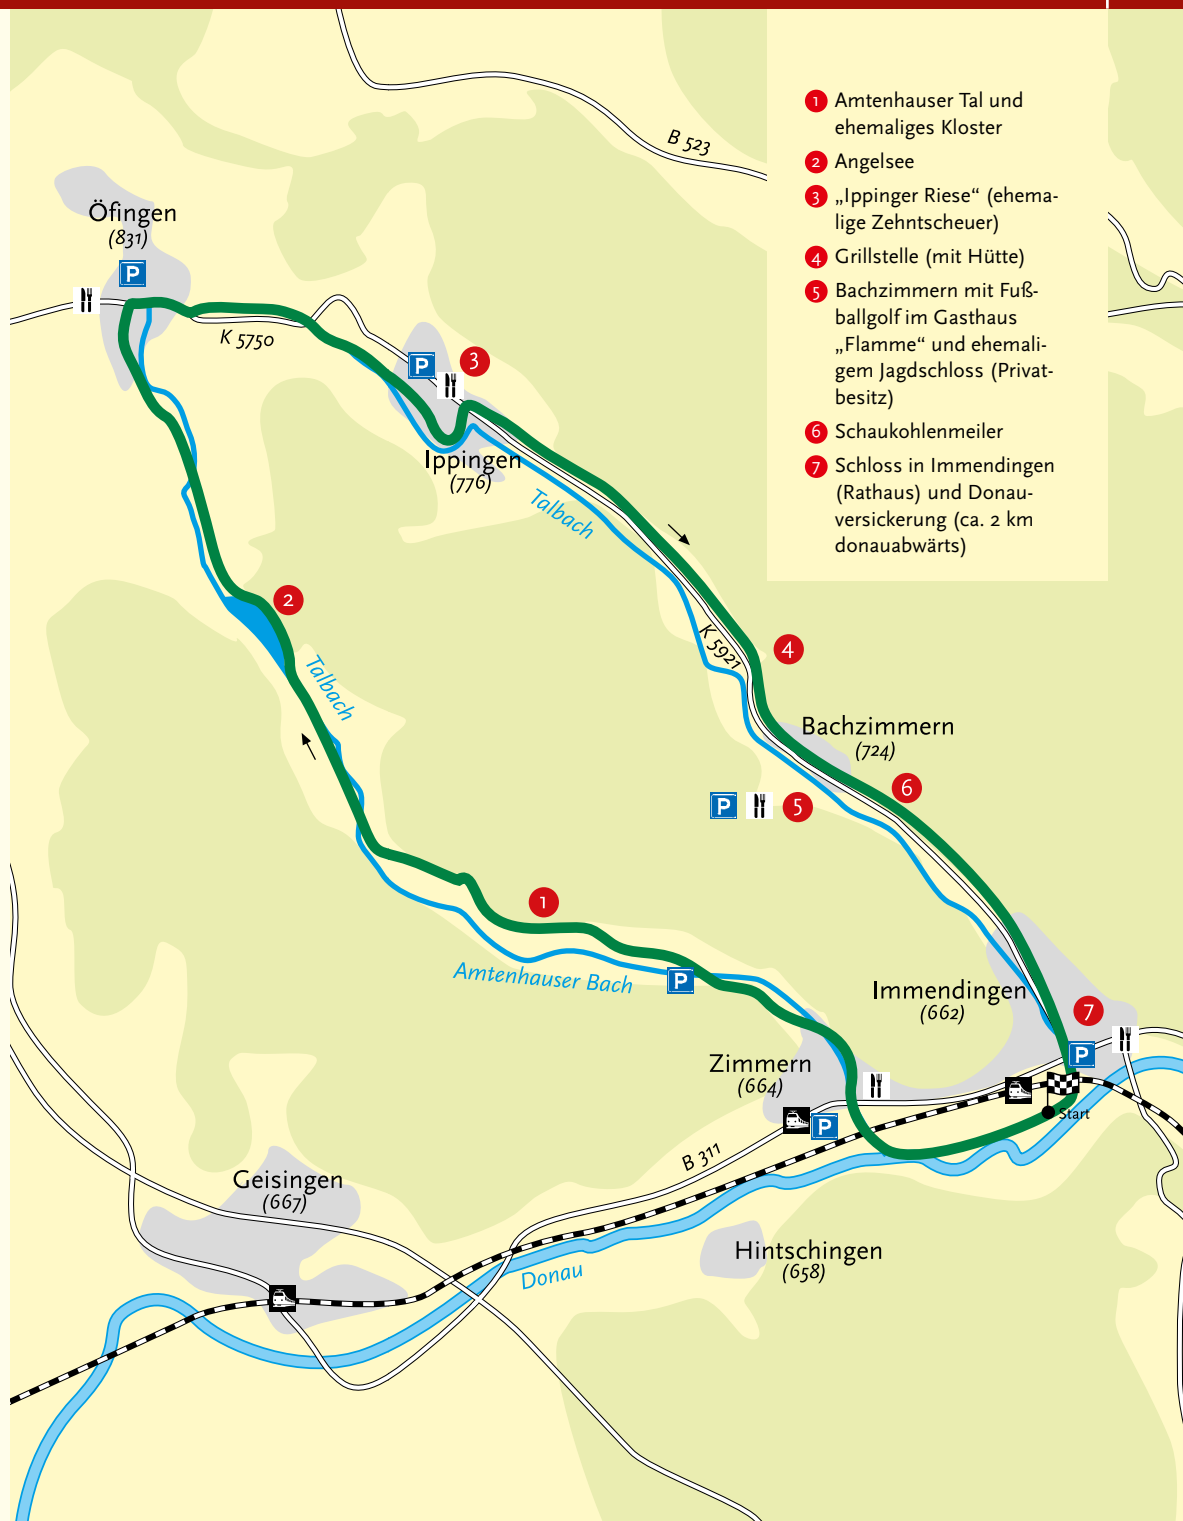 B 523
1 Amtenhauser Tal und
ehemaliges Kloster
2 Angelsee
3 „Ippinger Riese“ (ehema-
lige Zehntscheuer)
4 Grillstelle (mit Hütte)
5 Bachzimmern mit Fuß-
ballgolf im Gasthaus
„Flamme“ und ehemali-
gem Jagdschloss (Privat-
besitz)
6 Schaukohlenmeiler
7 Schloss in Immendingen
(Rathaus) und Donau-
versickerung (ca. 2 km
donauabwärts)
Öfingen
(831)
P
K 5750
P
3
Ippingen
(776)
Talbach
2
4
K 5921
Talbach
Bachzimmern
(724)
6
P
5
1
Amtenhauser Bach
P
Immendingen
(662)
7
P
Zimmern
(664)
Start
P
B 311
Geisingen
(667)
Hintschingen
(658)
Donau